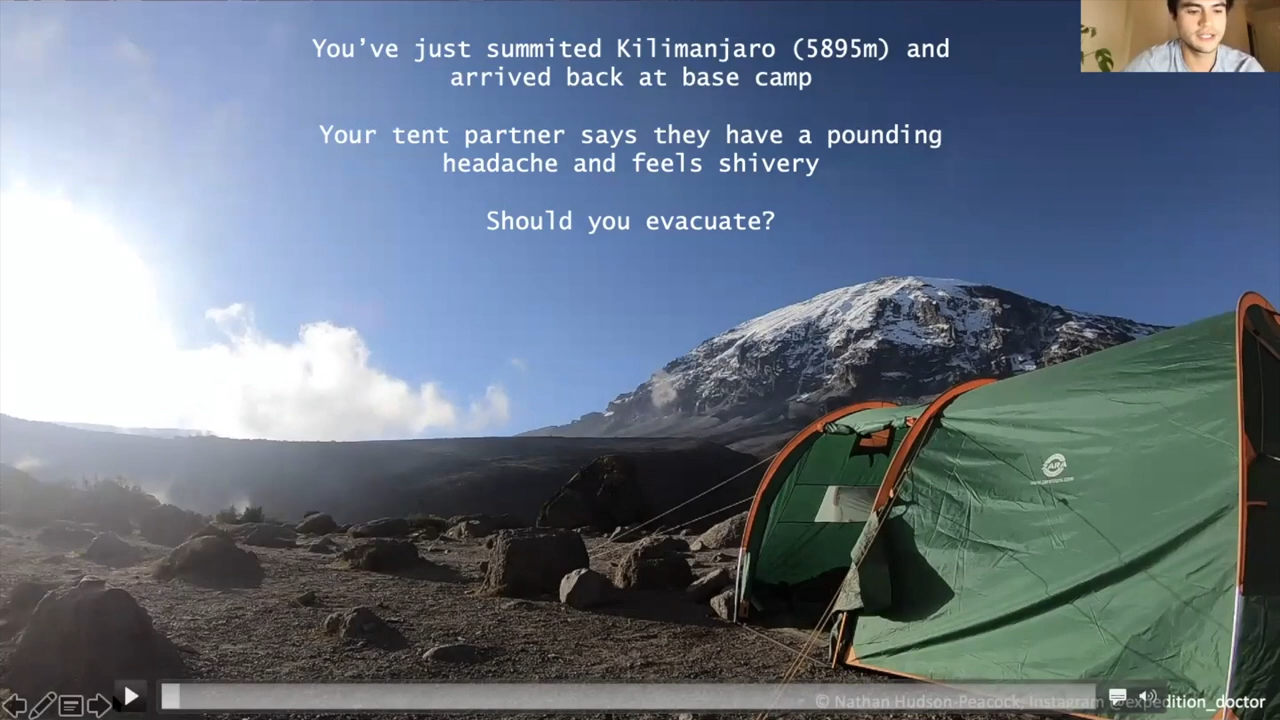 You've just summited Kilimanjaro (5895m) and
arrived back at base camp
Your tent partner says they have a pounding
headache and feels shivery
Should you evacuate?
© Nathan Hudson-Peacock, Instagram @expedition_doctor